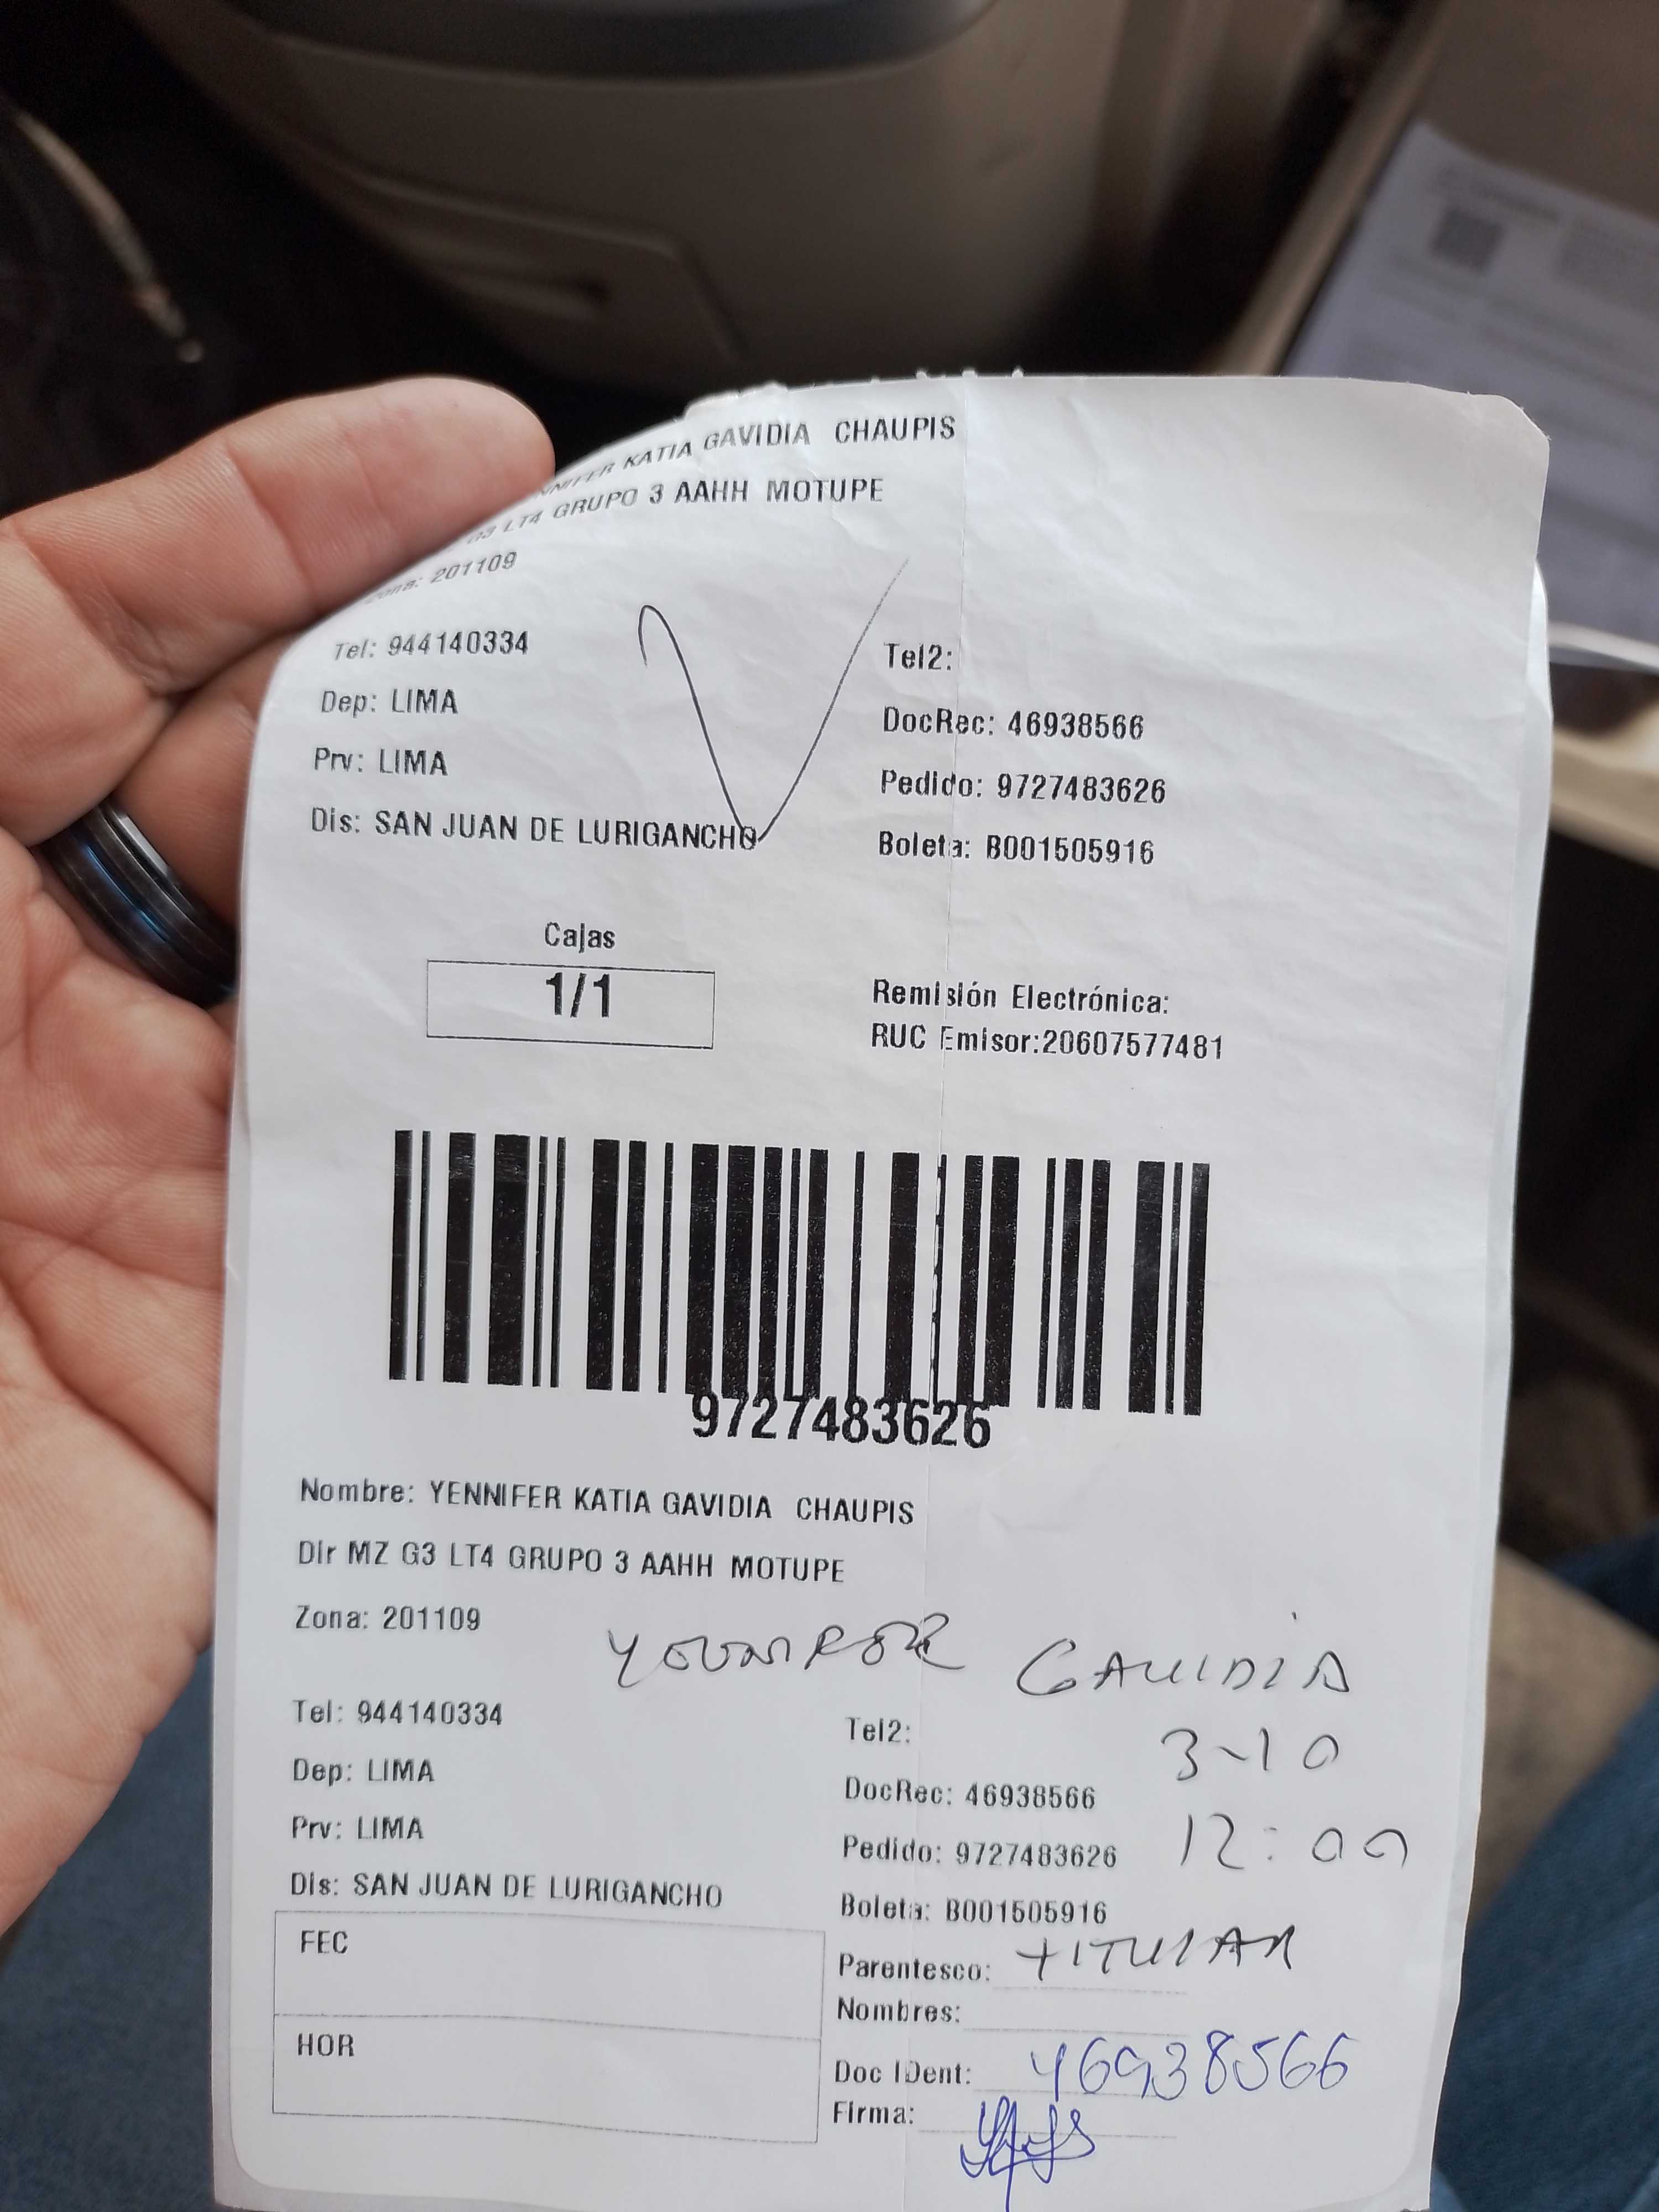 KATIA GAVIDIA CHAUPIS
G3 LT4 GRUPO 3 AAHH MOTUPE
Zona: 201109
Tel: 944140334
Tel2:
Dep: LIMA
DocRec: 46938566
Prv: LIMA
Pedido: 9727483626
Dis: SAN JUAN DE LURIGANCHO
Boleta: B001505916
Cajas
1/1
Remisión Electrónica:
RUC Emisor:20607577481
9727483626
Nombre: YENNIFER KATIA GAVIDIA CHAUPIS
Dir MZ G3 LT4 GRUPO 3 AAHH MOTUPE
Zona: 201109
GAVIDIA
Tel: 944140334
Tel2:
3-10
Dep: LIMA
DocRec: 46938566
Prv: LIMA
Pedido: 9727483626
12:00
Dis: SAN JUAN DE LURIGANCHO
Boleta: B001505916
FEC
Parentesco: TITULAR
Nombres:
HOR
Doc IDent: 46938566
Firma: